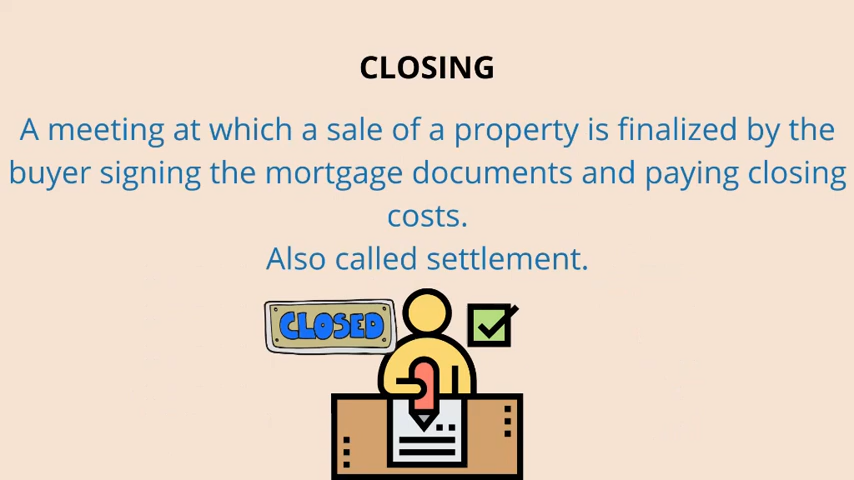 CLOSING
A meeting at which a sale of a property is finalized by the
buyer signing the mortgage documents and paying closing
costs.
Also called settlement.
CLOSED